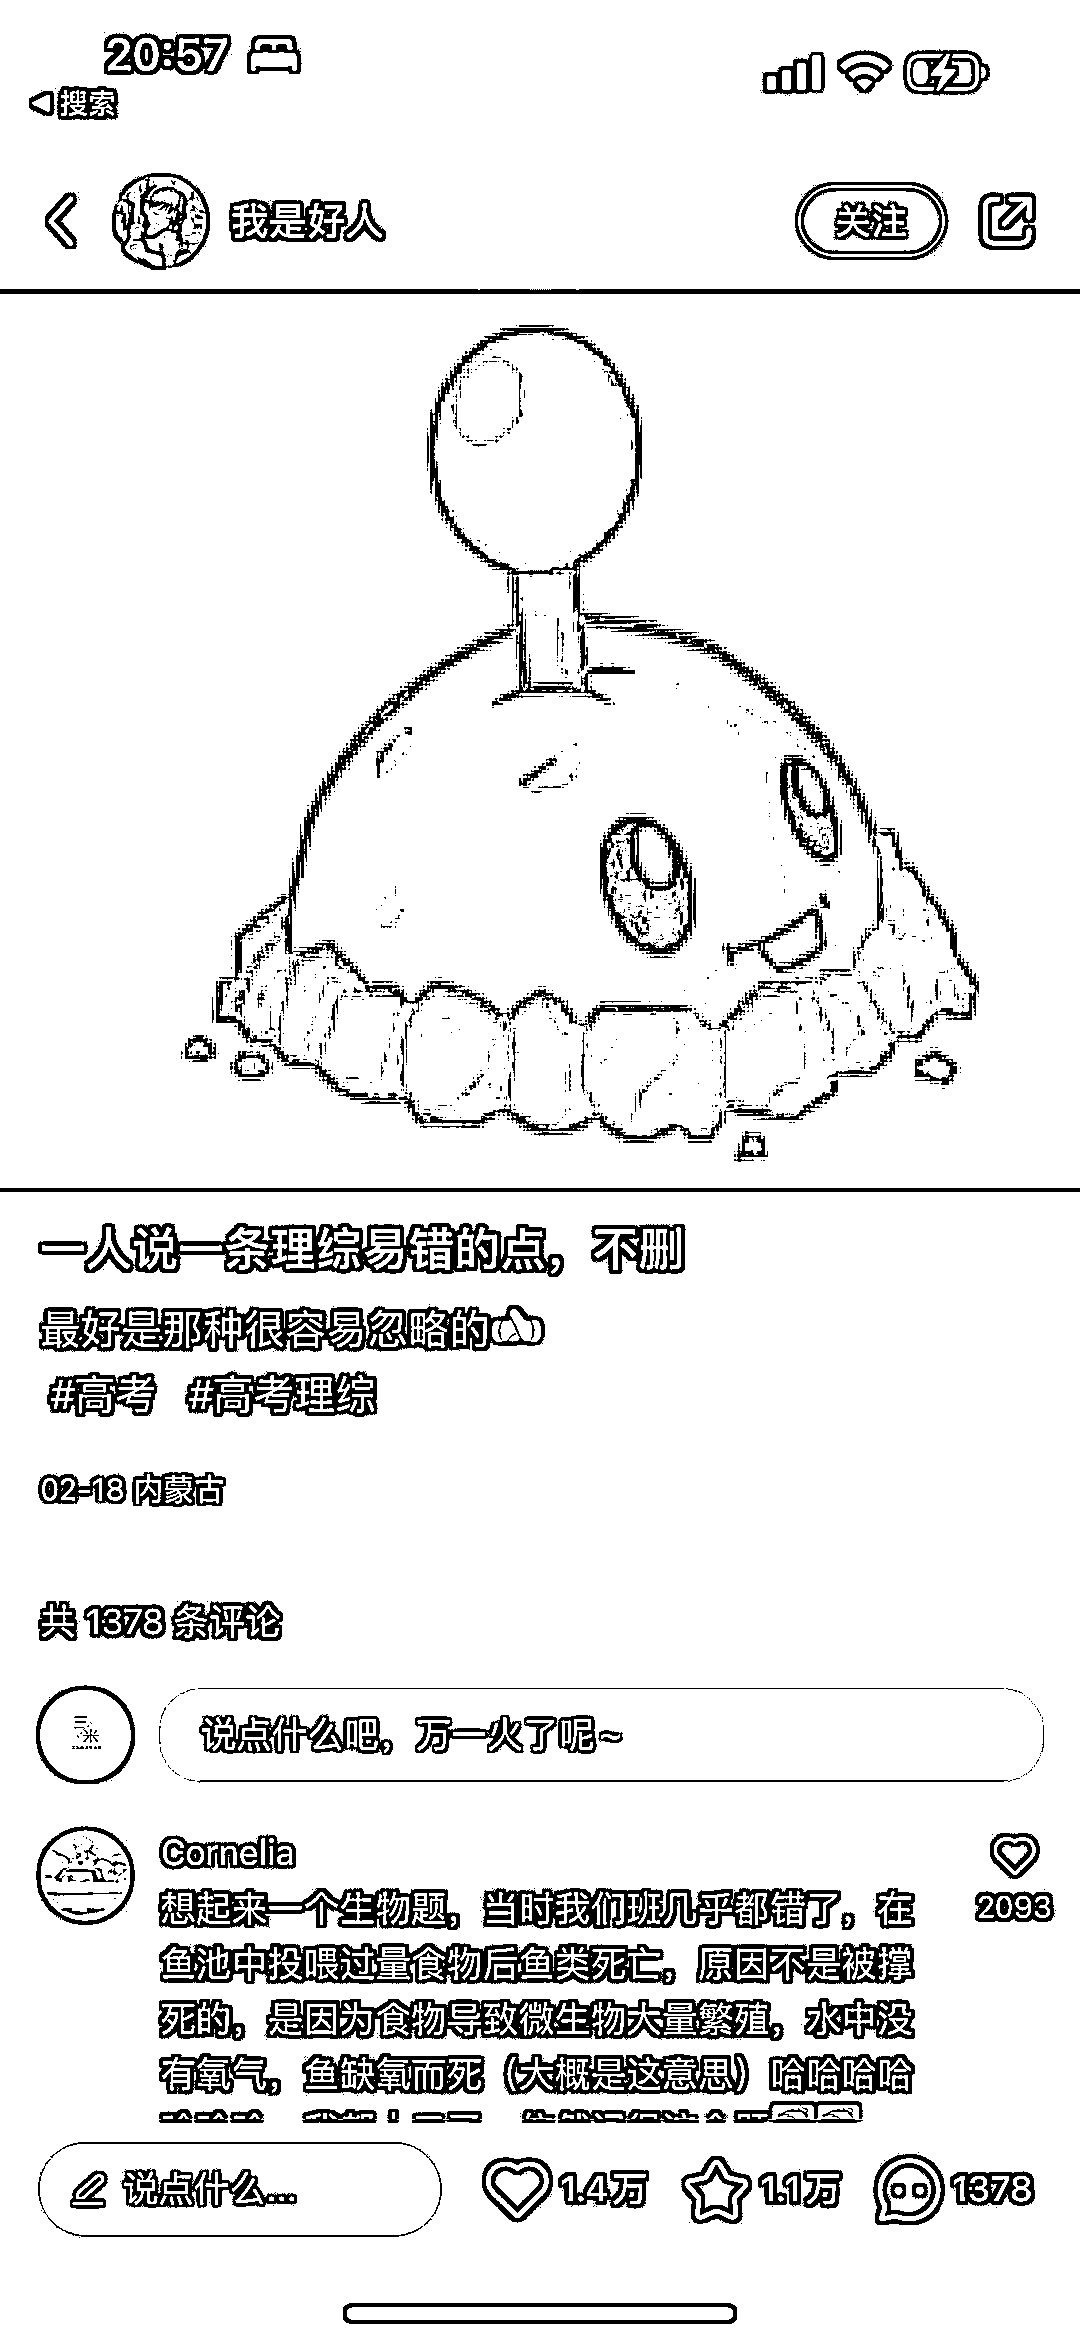 20:57
搜索
我是好人
关注
一人说一条理综易错的点，不删
最好是那种很容易忽略的👍
#高考 #高考理综
02-18 内蒙古
共 1378 条评论
说点什么吧，万一火了呢~
Cornelia
想起来一个生物题，当时我们班几乎都错了，在
鱼池中投喂过量食物后鱼类死亡，原因不是被撑
死的，是因为食物导致微生物大量繁殖，水中没
有氧气，鱼缺氧而死（大概是这意思）哈哈哈哈
2093
说点什么...
1.4万
1.1万
1378